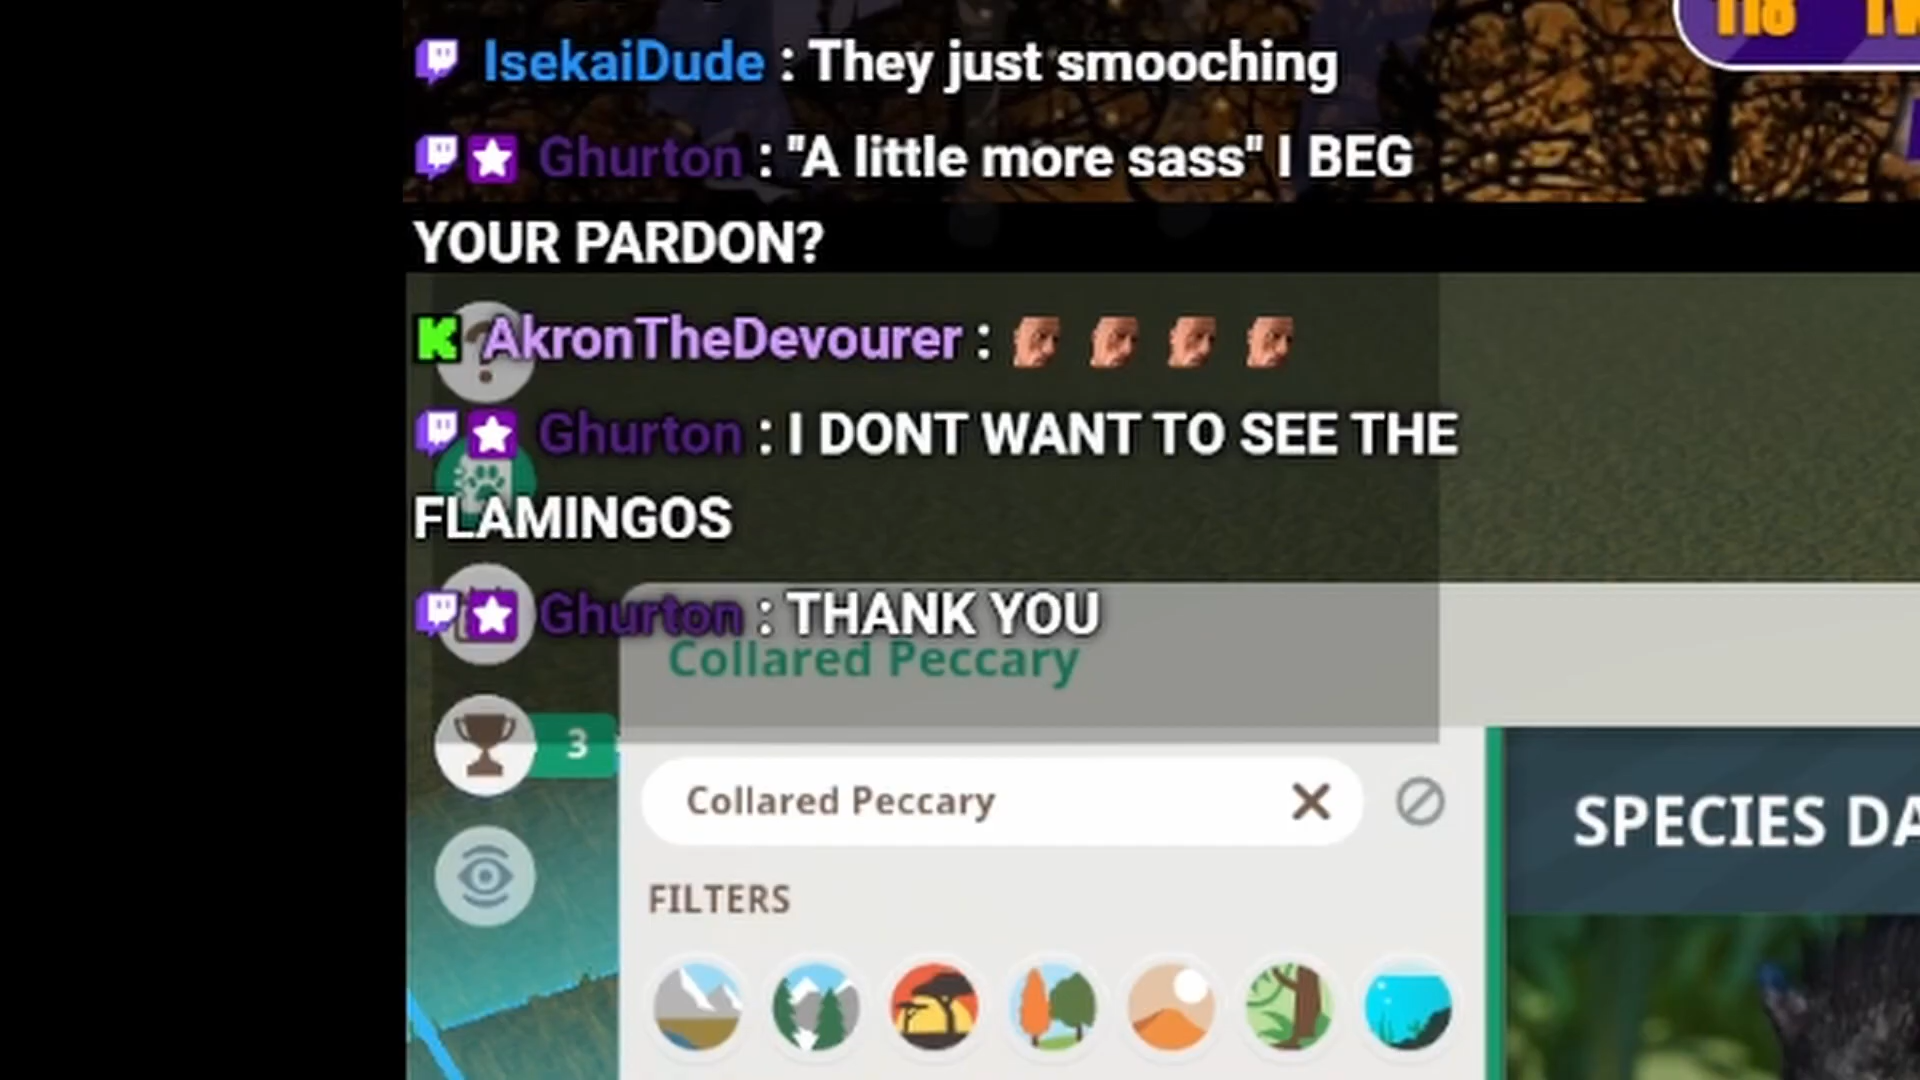 118
IsekaiDude : They just smooching
Ghurton : "A little more sass" I BEG
YOUR PARDON?
AkronTheDevourer :
Ghurton : I DONT WANT TO SEE THE
FLAMINGOS
Ghurton : THANK YOU
Collared Peccary
3
Collared Peccary
SPECIES DA
FILTERS